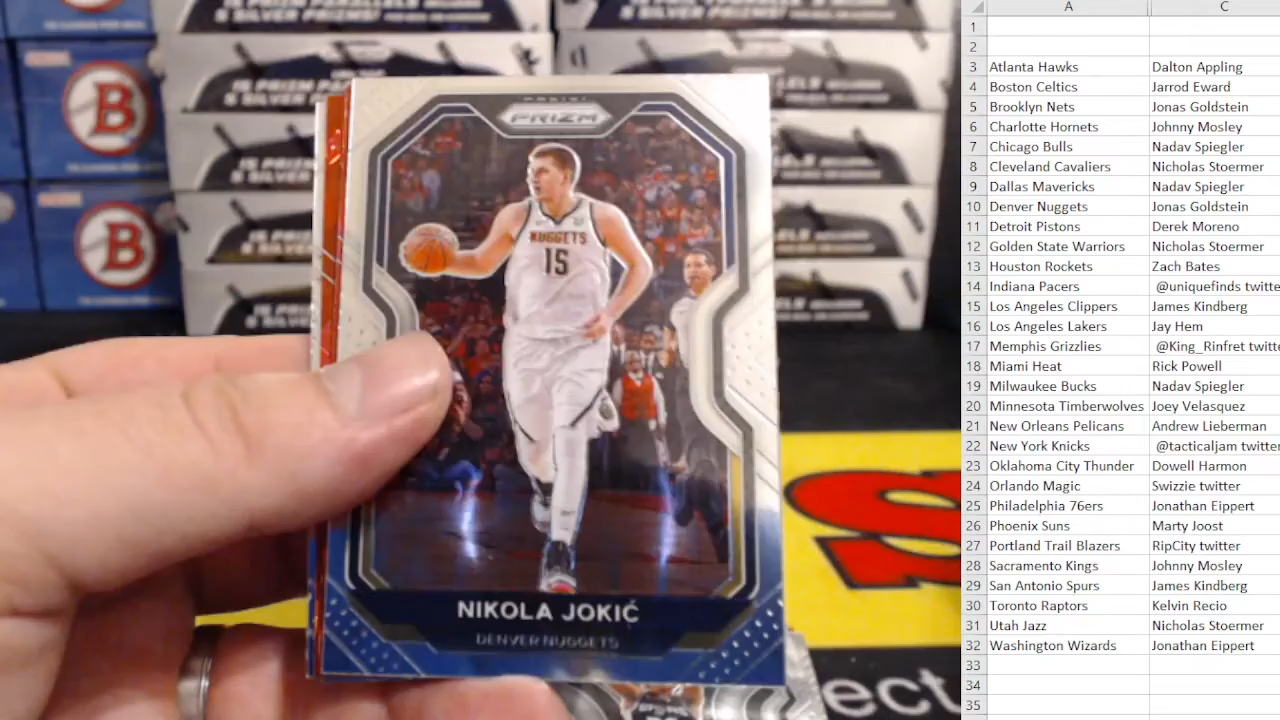 15 PRIZM
5 SILVER PRIZMS!
B
B
PANINI
PRIZM
NUGGETS
15
NIKOLA JOKIĆ
DENVER NUGGETS
S
ect
A C
1
2
3 Atlanta Hawks Dalton Appling
4 Boston Celtics Jarrod Eward
5 Brooklyn Nets Jonas Goldstein
6 Charlotte Hornets Johnny Mosley
7 Chicago Bulls Nadav Spiegler
8 Cleveland Cavaliers Nicholas Stoermer
9 Dallas Mavericks Nadav Spiegler
10 Denver Nuggets Jonas Goldstein
11 Detroit Pistons Derek Moreno
12 Golden State Warriors Nicholas Stoermer
13 Houston Rockets Zach Bates
14 Indiana Pacers @uniquefinds twitte
15 Los Angeles Clippers James Kindberg
16 Los Angeles Lakers Jay Hem
17 Memphis Grizzlies @King_Rinfret twitte
18 Miami Heat Rick Powell
19 Milwaukee Bucks Nadav Spiegler
20 Minnesota Timberwolves Joey Velasquez
21 New Orleans Pelicans Andrew Lieberman
22 New York Knicks @tacticaljam twitter
23 Oklahoma City Thunder Dowell Harmon
24 Orlando Magic Swizzie twitter
25 Philadelphia 76ers Jonathan Eippert
26 Phoenix Suns Marty Joost
27 Portland Trail Blazers RipCity twitter
28 Sacramento Kings Johnny Mosley
29 San Antonio Spurs James Kindberg
30 Toronto Raptors Kelvin Recio
31 Utah Jazz Nicholas Stoermer
32 Washington Wizards Jonathan Eippert
33
34
35